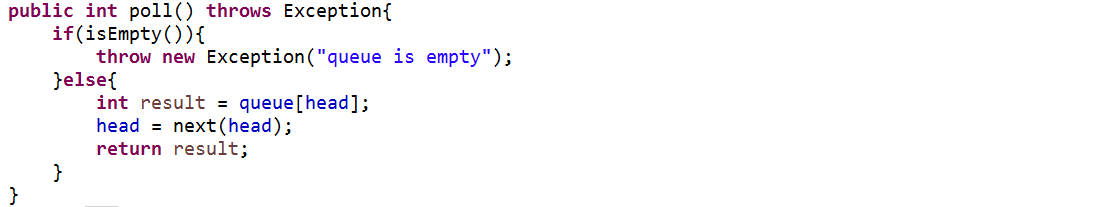 public int poll() throws Exception{
    if(isEmpty()){
        throw new Exception("queue is empty");
    }else{
        int result = queue[head];
        head = next(head);
        return result;
    }
}